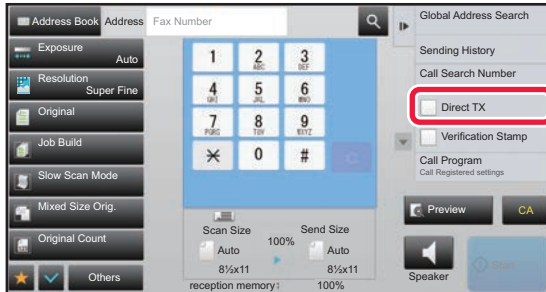 Address Book
Address
Fax Number
Global Address Search
Sending History
Call Search Number
Direct TX
Verification Stamp
Call Program
Call Registered settings
Preview
CA
Speaker
Start
Exposure
Auto
Resolution
Super Fine
Original
Job Build
Slow Scan Mode
Mixed Size Orig.
Original Count
Others
1
2
ABC
3
DEF
4
GHI
5
JKL
6
MNO
7
PQRS
8
TUV
9
WXYZ
0
#
C
Scan Size
100%
Send Size
Auto
Auto
8½x11
8½x11
reception memory:
100%